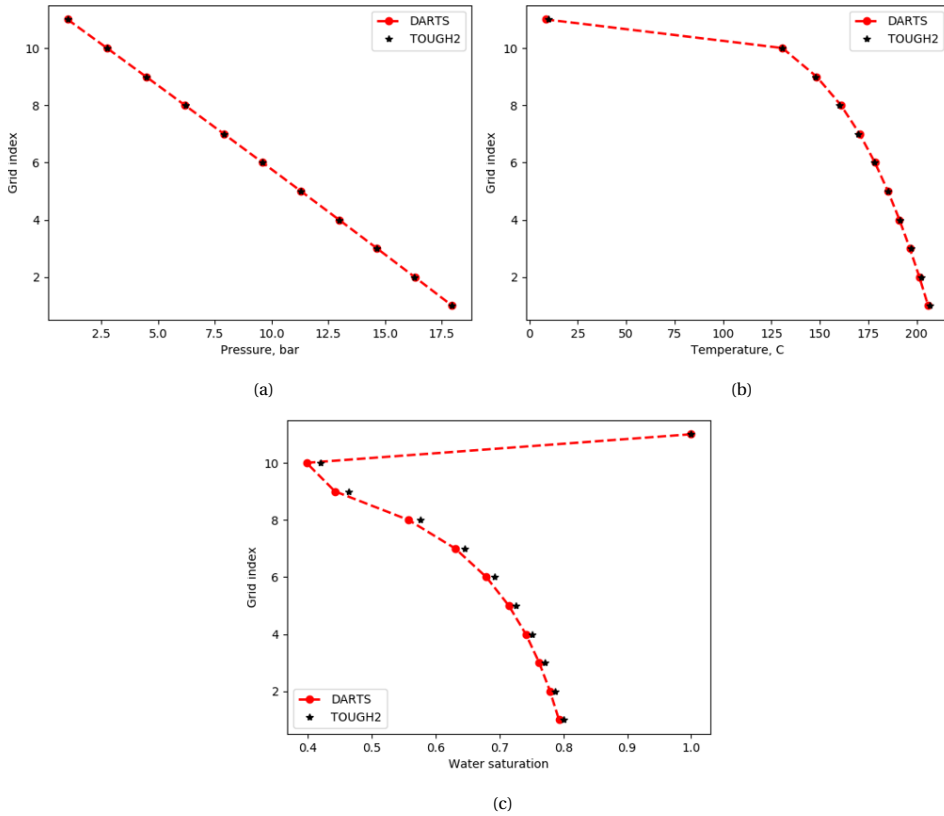 DARTS
TOUGH2
10
8
6
4
2
Grid index
2.5
5.0
7.5
10.0
12.5
15.0
17.5
Pressure, bar
(a)
DARTS
TOUGH2
10
8
6
4
2
Grid index
0
25
50
75
100
125
150
175
200
Temperature, C
(b)
10
8
6
4
2
Grid index
DARTS
TOUGH2
0.4
0.5
0.6
0.7
0.8
0.9
1.0
Water saturation
(c)